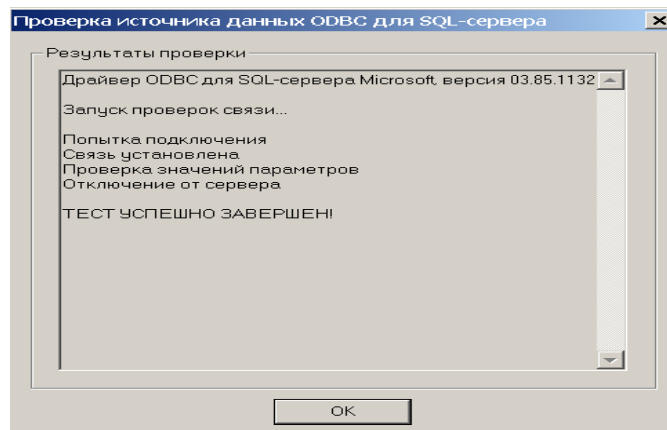 Проверка источника данных ODBC для SQL-сервера
Результаты проверки
Драйвер ODBC для SQL-сервера Microsoft, версия 03.85.1132
Запуск проверок связи...
Попытка подключения
Связь установлена
Проверка значений параметров
Отключение от сервера
ТЕСТ УСПЕШНО ЗАВЕРШЕН!
OK